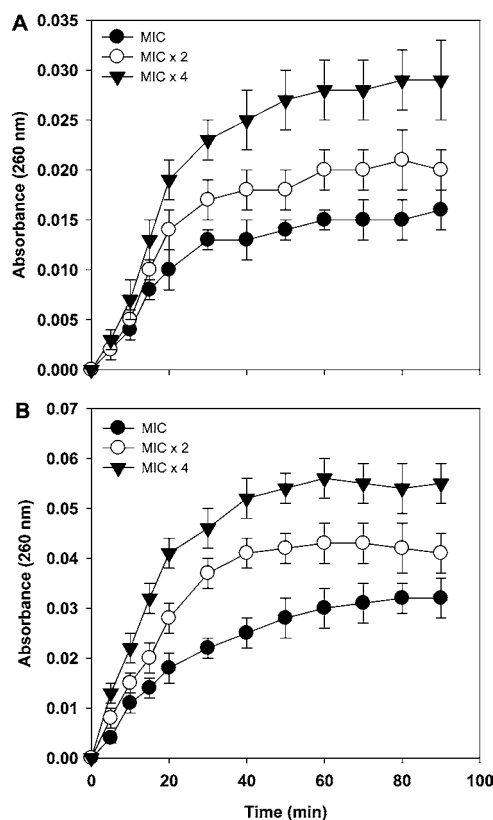 A
MIC
MIC x 2
MIC x 4
0.035
0.030
0.025
0.020
0.015
0.010
0.005
0.000
Absorbance (260 nm)
B
MIC
MIC x 2
MIC x 4
0.07
0.06
0.05
0.04
0.03
0.02
0.01
0.00
Absorbance (260 nm)
0 20 40 60 80 100
Time (min)